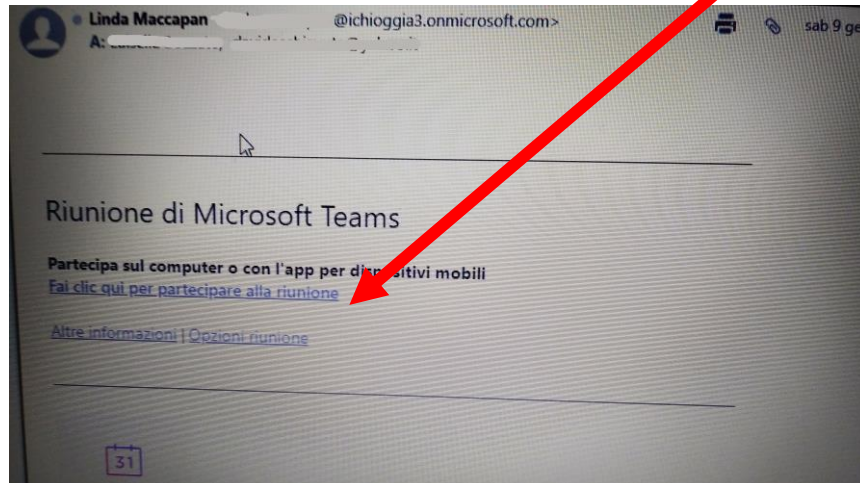 Linda Maccapan @ichioggia3.onmicrosoft.com>
sab 9 ge
A:
Riunione di Microsoft Teams
Partecipa sul computer o con l'app per dispositivi mobili
Fai clic qui per partecipare alla riunione
Altre informazioni | Opzioni riunione
31